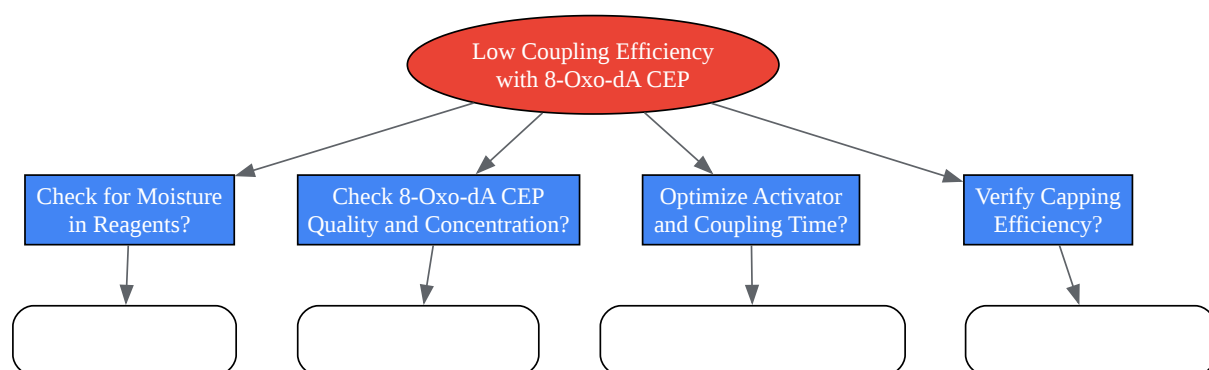 Low Coupling Efficiency
with 8-Oxo-dA CEP
Check for Moisture
in Reagents?
Check 8-Oxo-dA CEP
Quality and Concentration?
Optimize Activator
and Coupling Time?
Verify Capping
Efficiency?